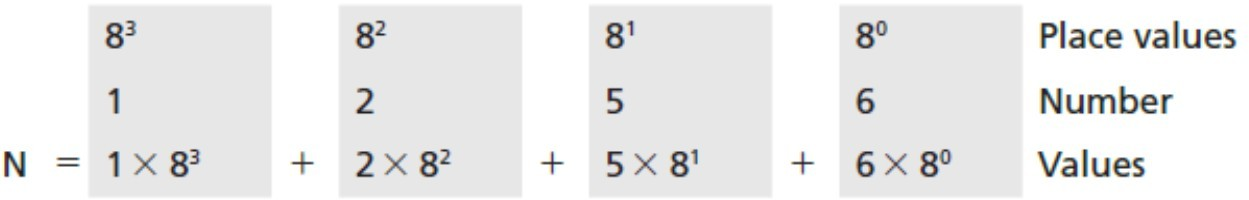 8³ 8² 8¹ 8⁰ Place values
1 2 5 6 Number
N = 1 × 8³ + 2 × 8² + 5 × 8¹ + 6 × 8⁰ Values